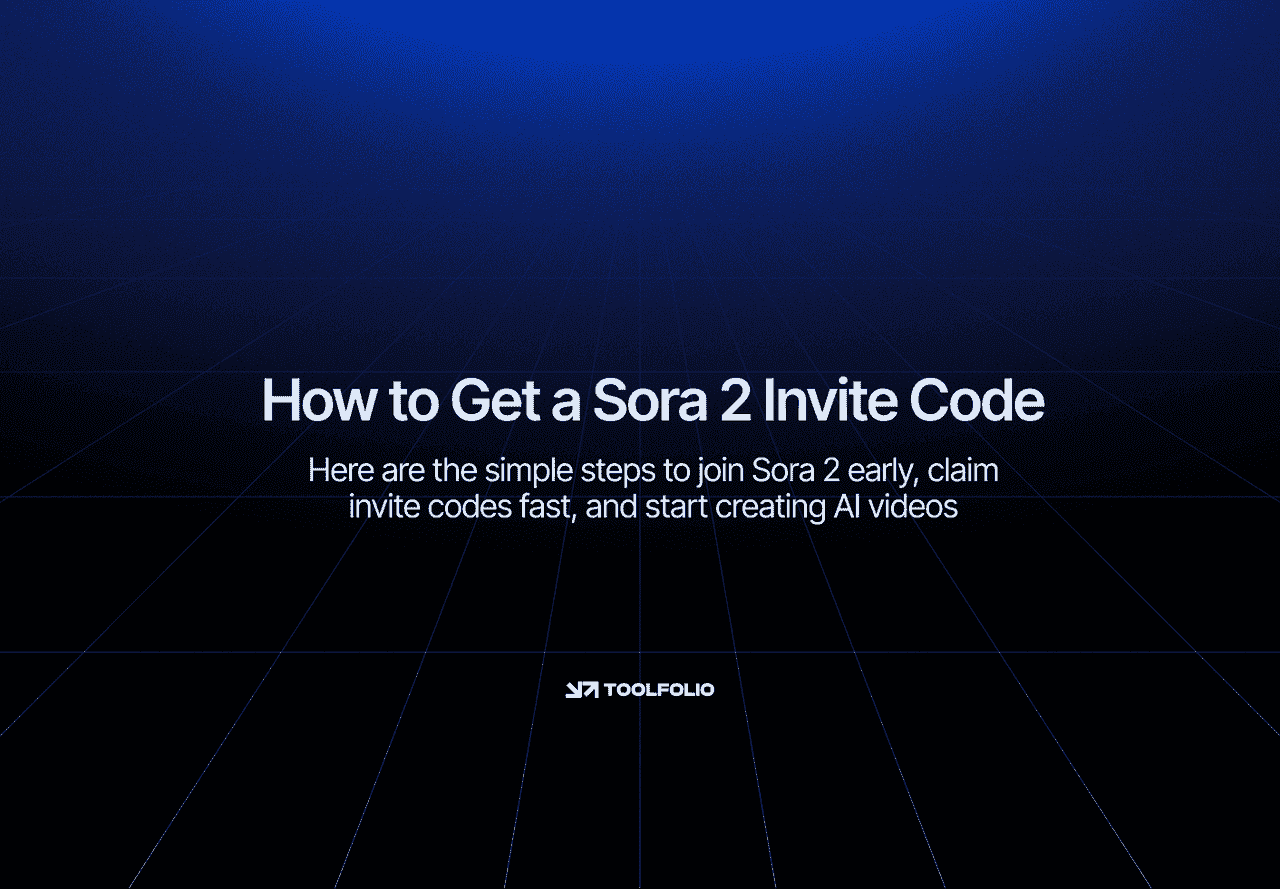 How to Get a Sora 2 Invite Code
Here are the simple steps to join Sora 2 early, claim
invite codes fast, and start creating AI videos
TOOLFOLIO